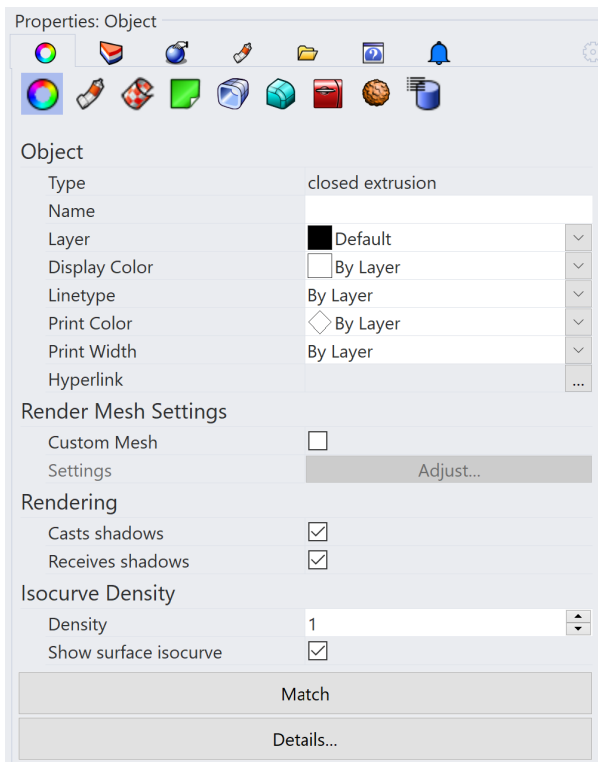 Properties: Object
Object
Type closed extrusion
Name
Layer Default
Display Color By Layer
Linetype By Layer
Print Color By Layer
Print Width By Layer
Hyperlink ...
Render Mesh Settings
Custom Mesh
Settings Adjust...
Rendering
Casts shadows
Receives shadows
Isocurve Density
Density 1
Show surface isocurve
Match
Details...